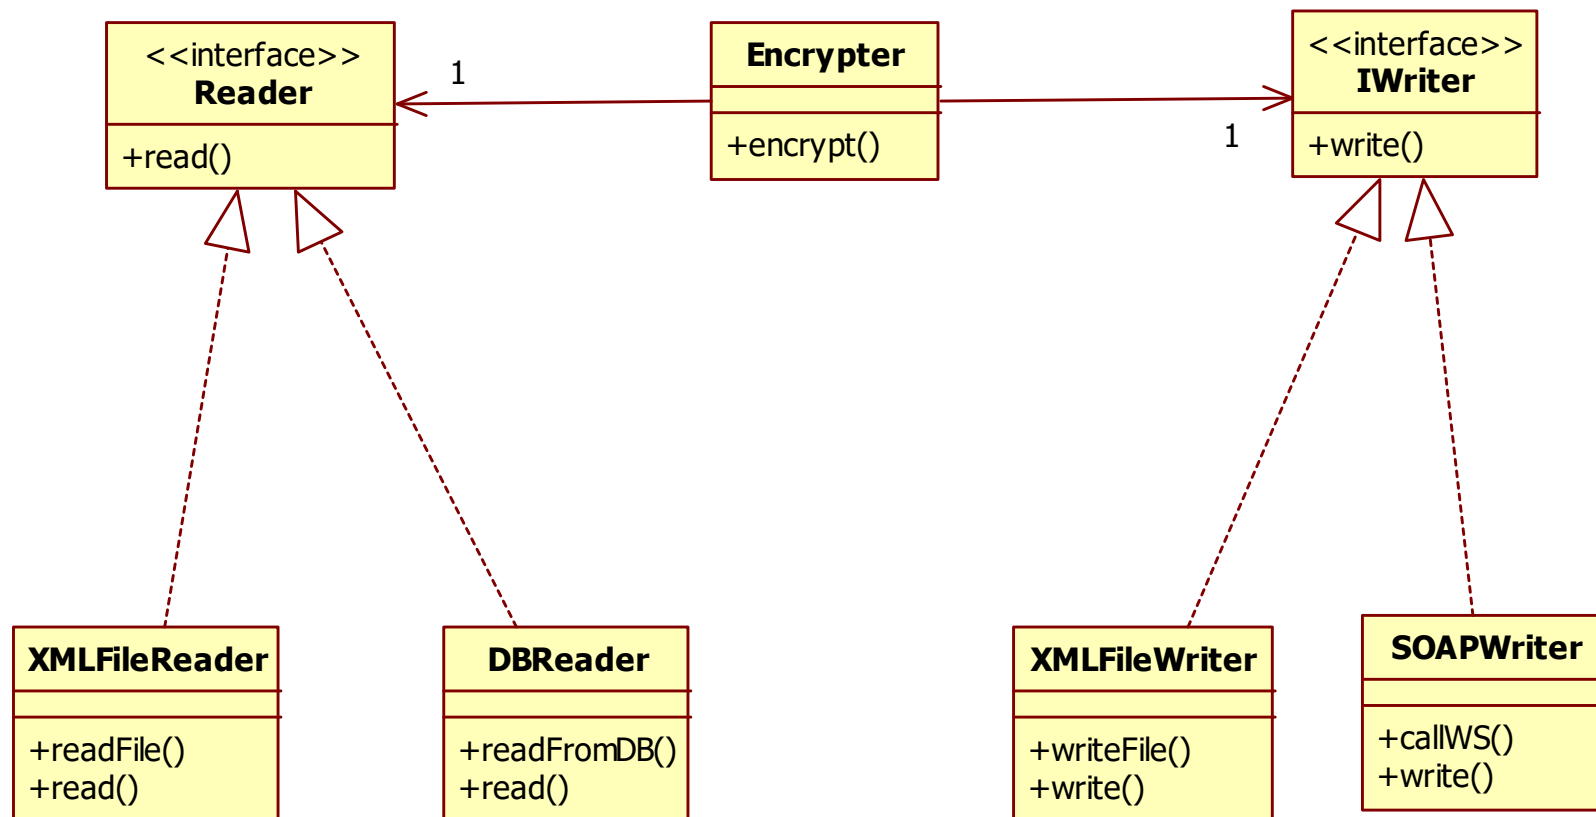 <<interface>>
Reader
+read()
1
Encrypter
+encrypt()
1
<<interface>>
IWriter
+write()
XMLFileReader
+readFile()
+read()
DBReader
+readFromDB()
+read()
XMLFileWriter
+writeFile()
+write()
SOAPWriter
+callWS()
+write()